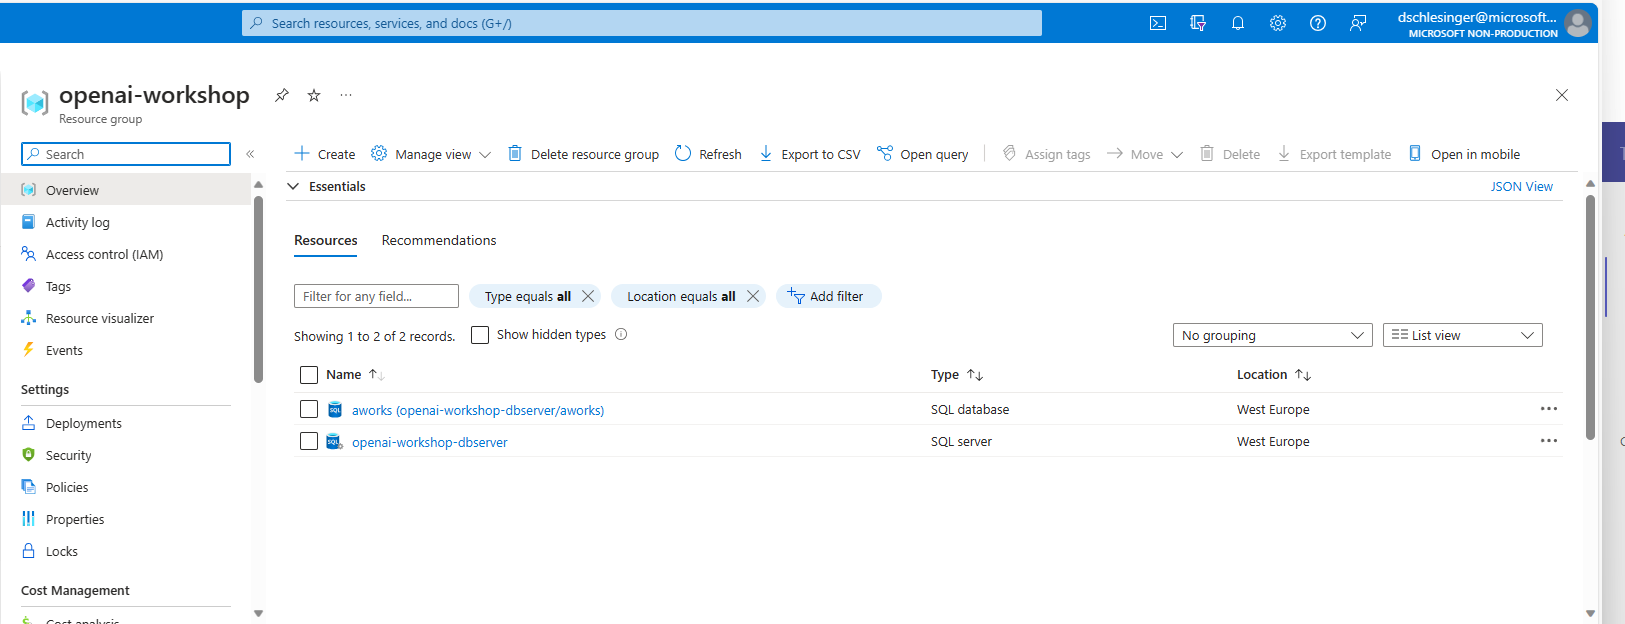 Search resources, services, and docs (G+/)
dschlesinger@microsoft...
MICROSOFT NON-PRODUCTION
openai-workshop
Resource group
Search
Overview
Activity log
Access control (IAM)
Tags
Resource visualizer
Events
Settings
Deployments
Security
Policies
Properties
Locks
Cost Management
Cost analysis
Create Manage view Delete resource group Refresh Export to CSV Open query Assign tags Move Delete Export template Open in mobile
Essentials JSON View
Resources Recommendations
Filter for any field... Type equals all Location equals all Add filter
Showing 1 to 2 of 2 records. Show hidden types No grouping List view
Name Type Location
aworks (openai-workshop-dbserver/aworks) SQL database West Europe
openai-workshop-dbserver SQL server West Europe